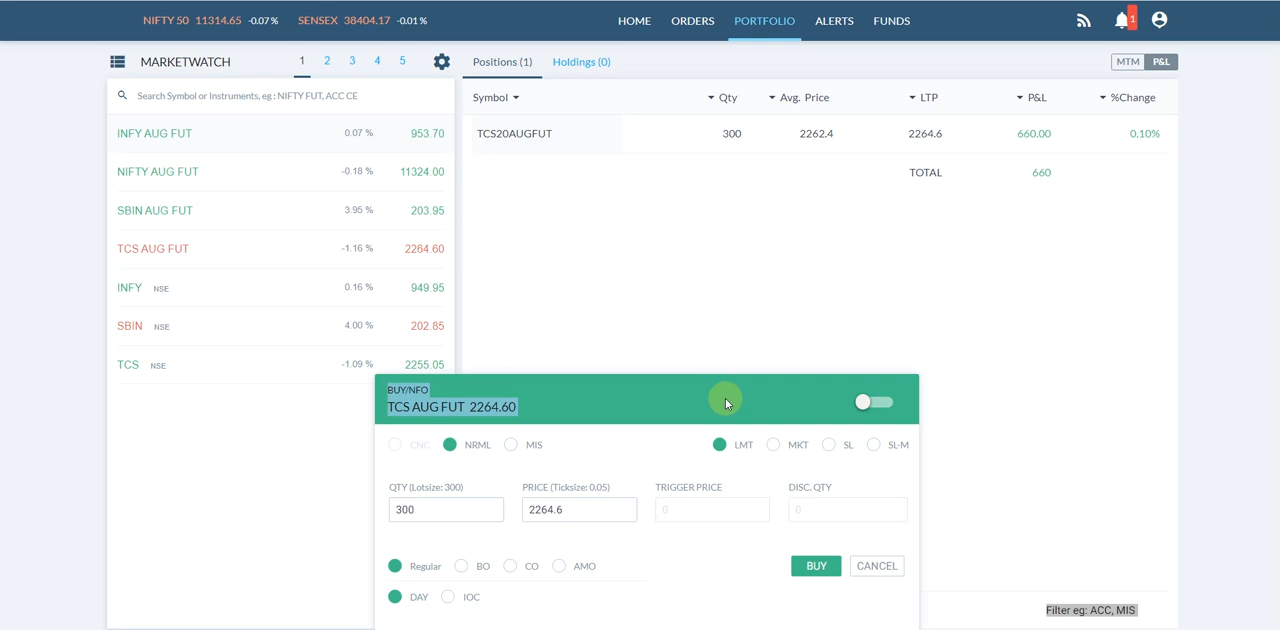 NIFTY 50 11314.65 -0.07 % SENSEX 38404.17 -0.01 % HOME ORDERS PORTFOLIO ALERTS FUNDS 1
MARKETWATCH 1 2 3 4 5
Positions (1) Holdings (0) MTM P&L
Search Symbol or Instruments, eg : NIFTY FUT, ACC CE
Symbol Qty Avg. Price LTP P&L %Change
INFY AUG FUT 0.07 % 953.70
TCS20AUGFUT 300 2262.4 2264.6 660.00 0.10%
NIFTY AUG FUT -0.18 % 11324.00
TOTAL 660
SBIN AUG FUT 3.95 % 203.95
TCS AUG FUT -1.16 % 2264.60
INFY NSE 0.16 % 949.95
SBIN NSE 4.00 % 202.85
TCS NSE -1.09 % 2255.05
BUY/NFO
TCS AUG FUT 2264.60
CNC NRML MIS LMT MKT SL SL-M
QTY (Lotsize: 300) PRICE (Ticksize: 0.05) TRIGGER PRICE DISC. QTY
300 2264.6 0 0
Regular BO CO AMO BUY CANCEL
DAY IOC
Filter eg: ACC, MIS